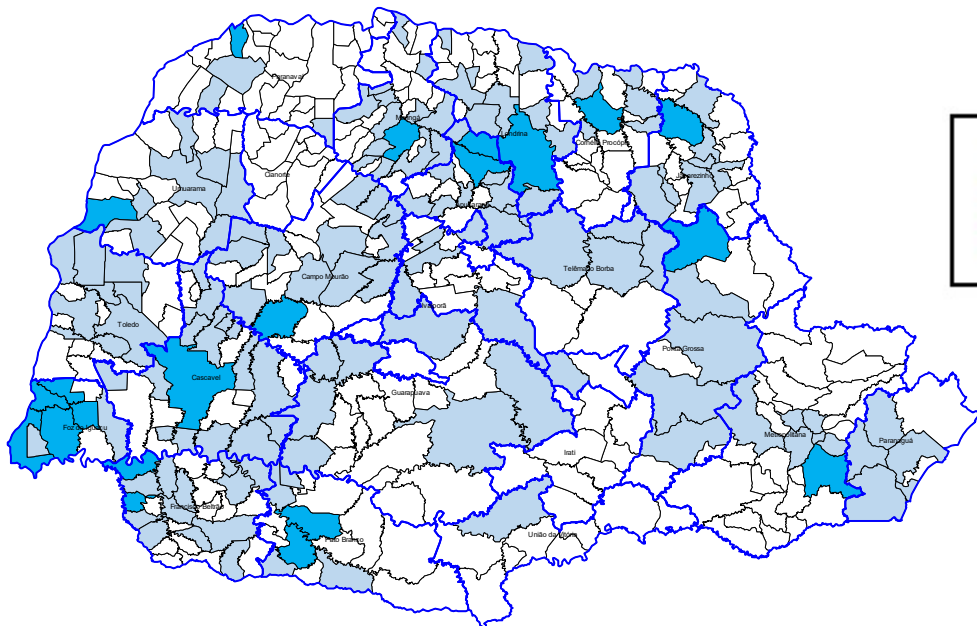 Paranavaí
Maringá
Londrina
Cornélio Procópio
Jacarezinho
Cianorte
Umuarama
Apucarana
Telêmaco Borba
Campo Mourão
Ivaiporã
Toledo
Ponta Grossa
Cascavel
Guarapuava
Foz do Iguaçu
Metropolitana
Paranaguá
Irati
Francisco Beltrão
União da Vitória
Pato Branco